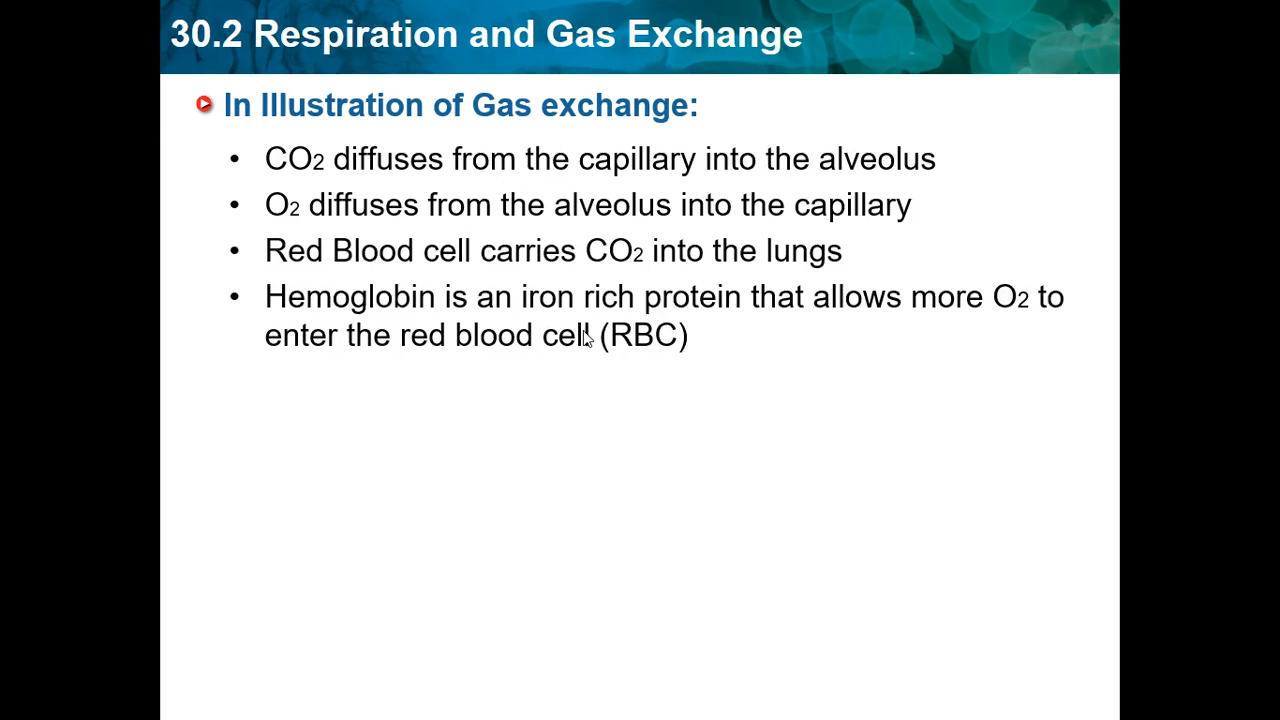 30.2 Respiration and Gas Exchange
In Illustration of Gas exchange:
• CO2 diffuses from the capillary into the alveolus
• O2 diffuses from the alveolus into the capillary
• Red Blood cell carries CO2 into the lungs
• Hemoglobin is an iron rich protein that allows more O2 to
enter the red blood cell (RBC)